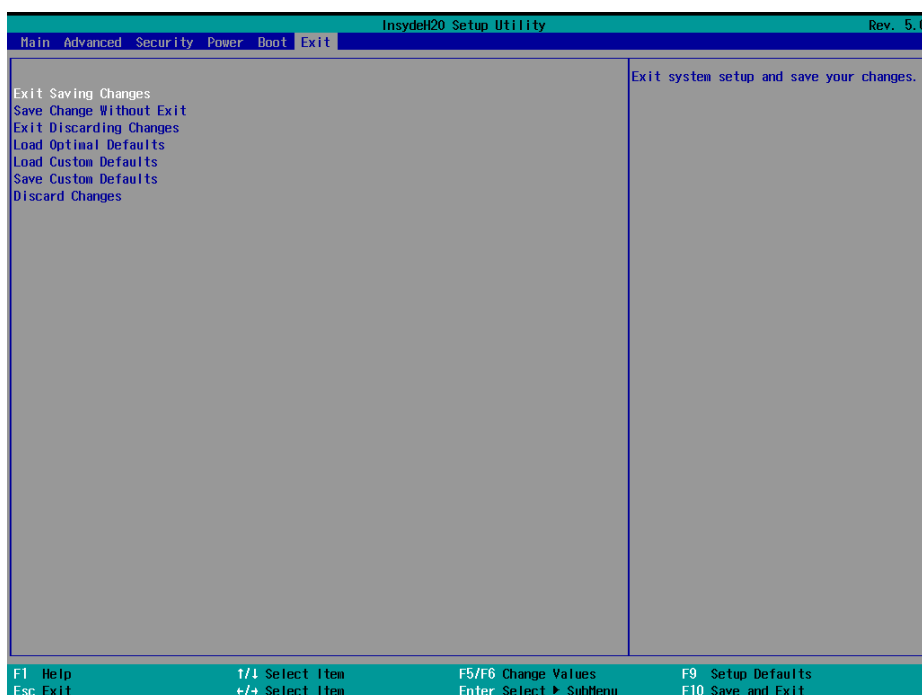 InsydeH20 Setup Utility Rev. 5.
Main Advanced Security Power Boot Exit
Exit system setup and save your changes.
Exit Saving Changes
Save Change Without Exit
Exit Discarding Changes
Load Optimal Defaults
Load Custom Defaults
Save Custom Defaults
Discard Changes
F1 Help ↑/↓ Select Item F5/F6 Change Values F9 Setup Defaults
Esc Exit ←/→ Select Item Enter Select ▶ SubMenu F10 Save and Exit